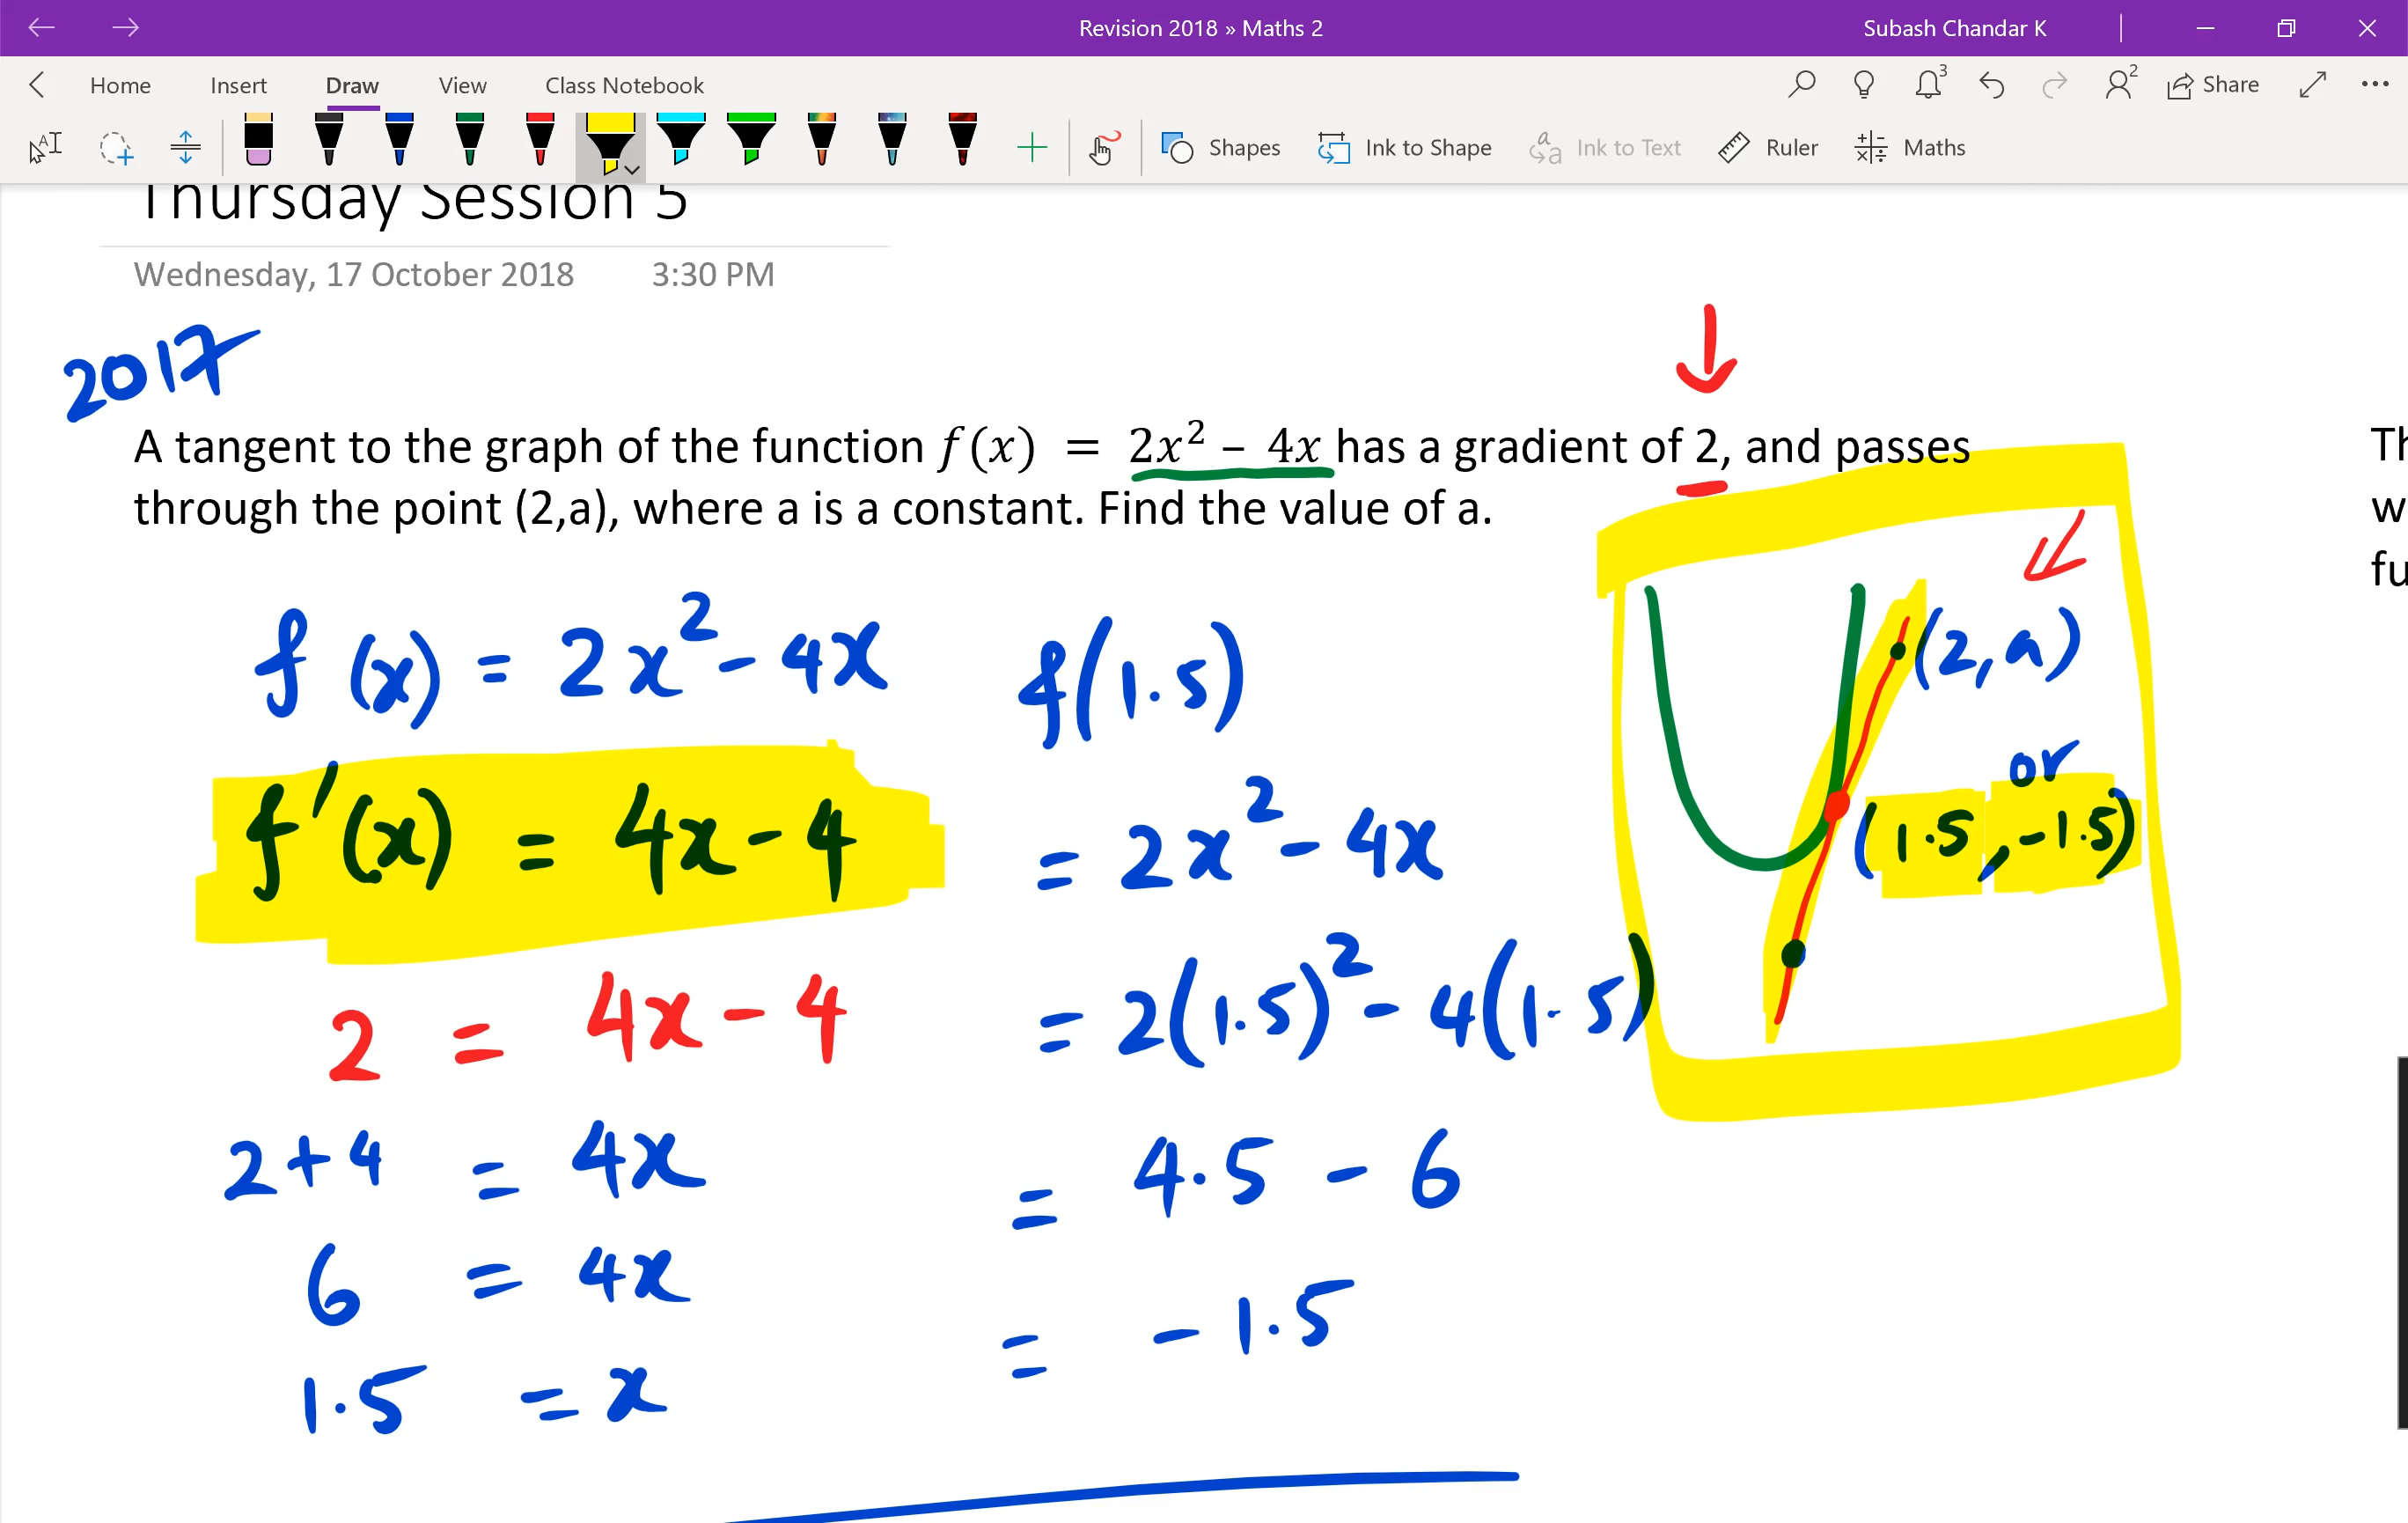 Revision 2018 » Maths 2
Subash Chandar K
Home Insert Draw View Class Notebook
3
2
Share
Shapes Ink to Shape Ink to Text Ruler Maths
Thursday Session 5
Wednesday, 17 October 2018 3:30 PM
2017
A tangent to the graph of the function f(x) = 2x² – 4x has a gradient of 2, and passes
through the point (2,a), where a is a constant. Find the value of a.
Th
w
fu
f(x) = 2x² - 4x
f'(x) = 4x - 4
2 = 4x - 4
2 + 4 = 4x
6 = 4x
1.5 = x
f(1.5)
= 2x² - 4x
= 2(1.5)² - 4(1.5)
= 4.5 - 6
= -1.5
(2, a)
or
(1.5, -1.5)